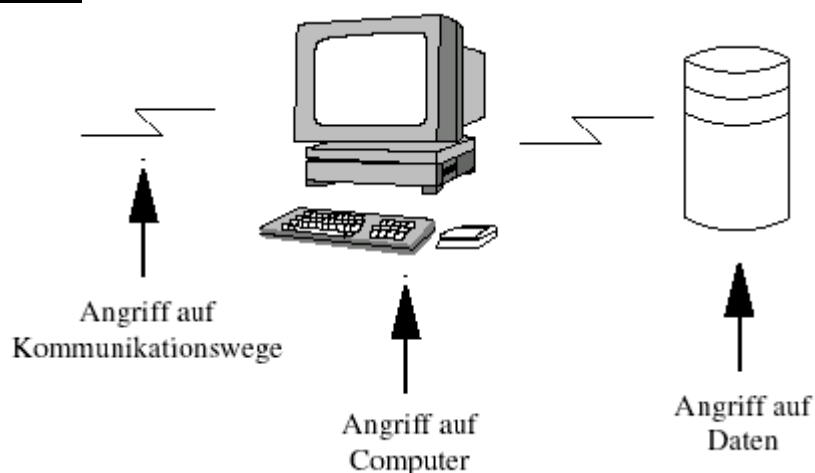 Angriff auf
Kommunikationswege
Angriff auf
Computer
Angriff auf
Daten